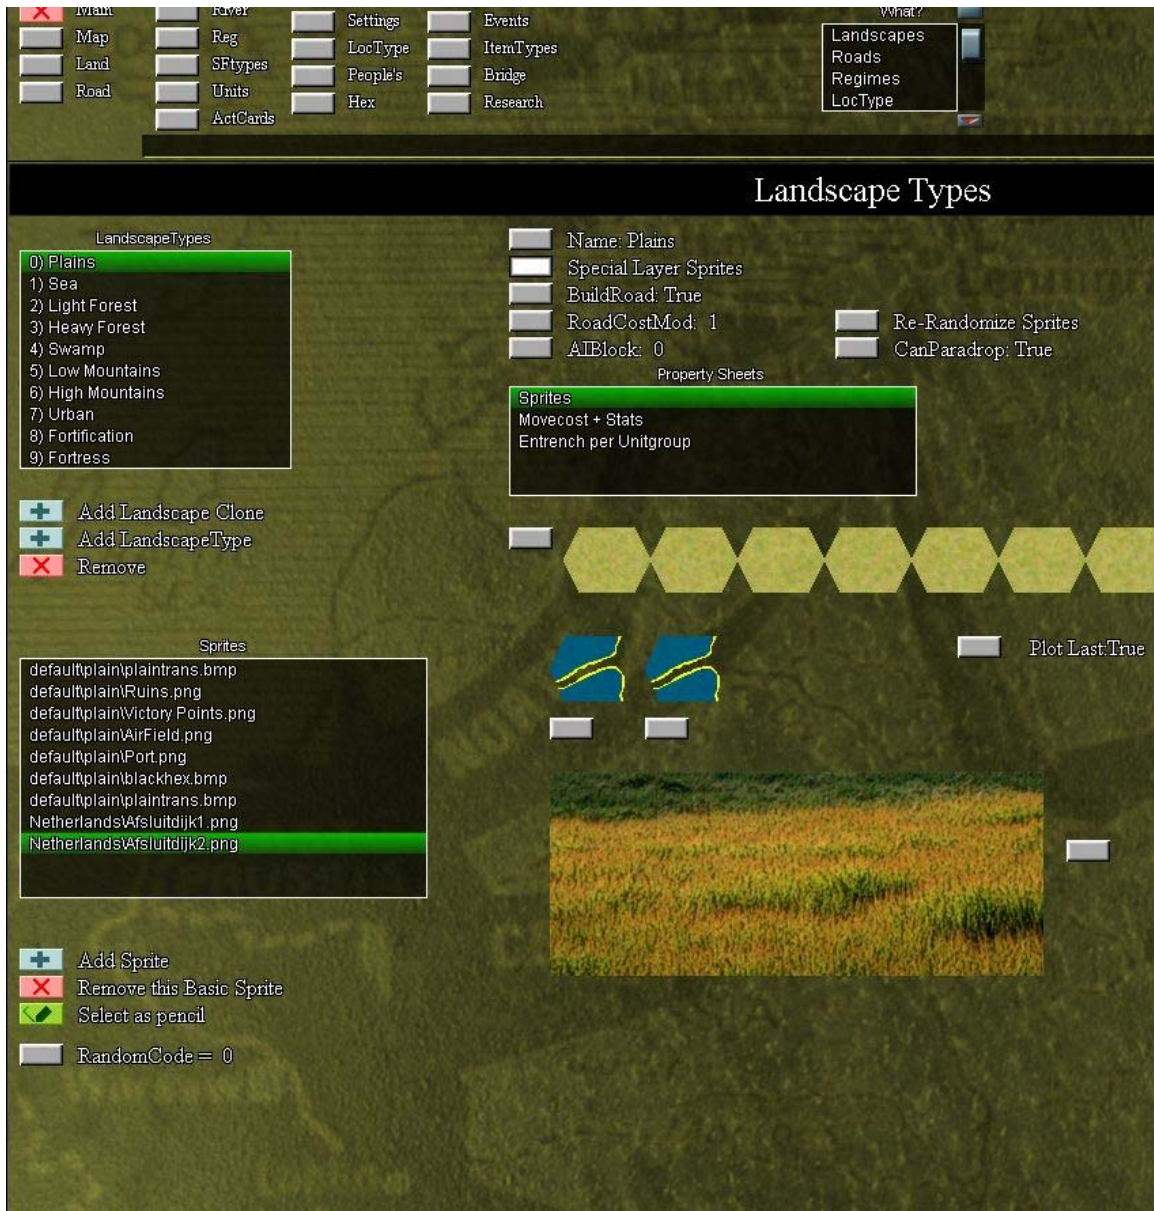 Main
River
Settings
Events
What?
Map
Reg
LocType
ItemTypes
Landscapes
Land
SFtypes
People's
Bridge
Roads
Road
Units
Hex
Research
Regimes
ActCards
LocType
Landscape Types
LandscapeTypes
0) Plains
1) Sea
2) Light Forest
3) Heavy Forest
4) Swamp
5) Low Mountains
6) High Mountains
7) Urban
8) Fortification
9) Fortress
Name: Plains
Special Layer Sprites
BuildRoad: True
RoadCostMod: 1
Re-Randomize Sprites
AIBlock: 0
CanParadrop: True
Property Sheets
Sprites
Movecost + Stats
Entrench per Unitgroup
Add Landscape Clone
Add LandscapeType
Remove
Sprites
default\plain\plaintrans.bmp
default\plain\Ruins.png
default\plain\Victory Points.png
default\plain\AirField.png
default\plain\Port.png
default\plain\blackhex.bmp
default\plain\plaintrans.bmp
Netherlands\Afsluitdijk1.png
Netherlands\Afsluitdijk2.png
Plot Last:True
Add Sprite
Remove this Basic Sprite
Select as pencil
RandomCode = 0